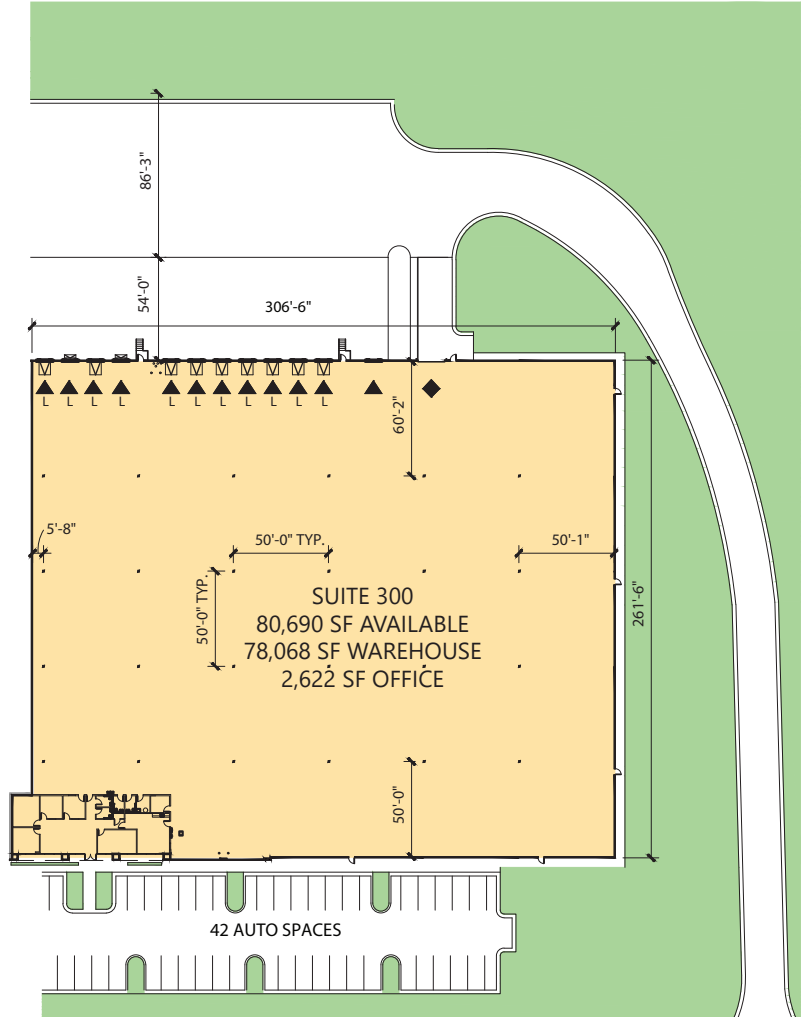 86'-3"
54'-0"
306'-6"
L L L L L L L L L L L
60'-2"
5'-8"
50'-0" TYP.
50'-1"
50'-0" TYP.
261'-6"
SUITE 300
80,690 SF AVAILABLE
78,068 SF WAREHOUSE
2,622 SF OFFICE
50'-0"
42 AUTO SPACES